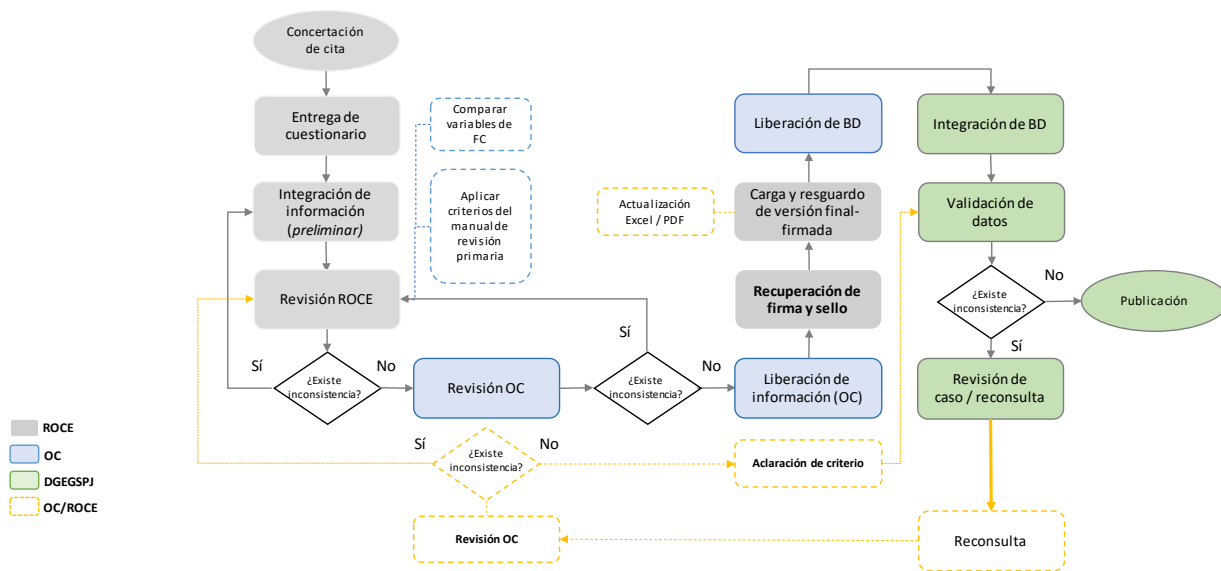 Concertación
de cita
Entrega de
cuestionario
Integración de
información
(preliminar)
Revisión ROCE
Comparar
variables de
FC
Aplicar
criterios del
manual de
revisión
primaria
¿Existe
inconsistencia?
Sí
No
Revisión OC
¿Existe
inconsistencia?
Sí
No
Liberación de
información (OC)
Recuperación de
firma y sello
Carga y resguardo
de versión final-
firmada
Actualización
Excel / PDF
Liberación de BD
Integración de BD
Validación de
datos
¿Existe
inconsistencia?
No
Publicación
Sí
Revisión de
caso / reconsulta
Reconsulta
Revisión OC
¿Existe
inconsistencia?
Sí
No
Aclaración de criterio
ROCE
OC
DGEGSPJ
OC/ROCE